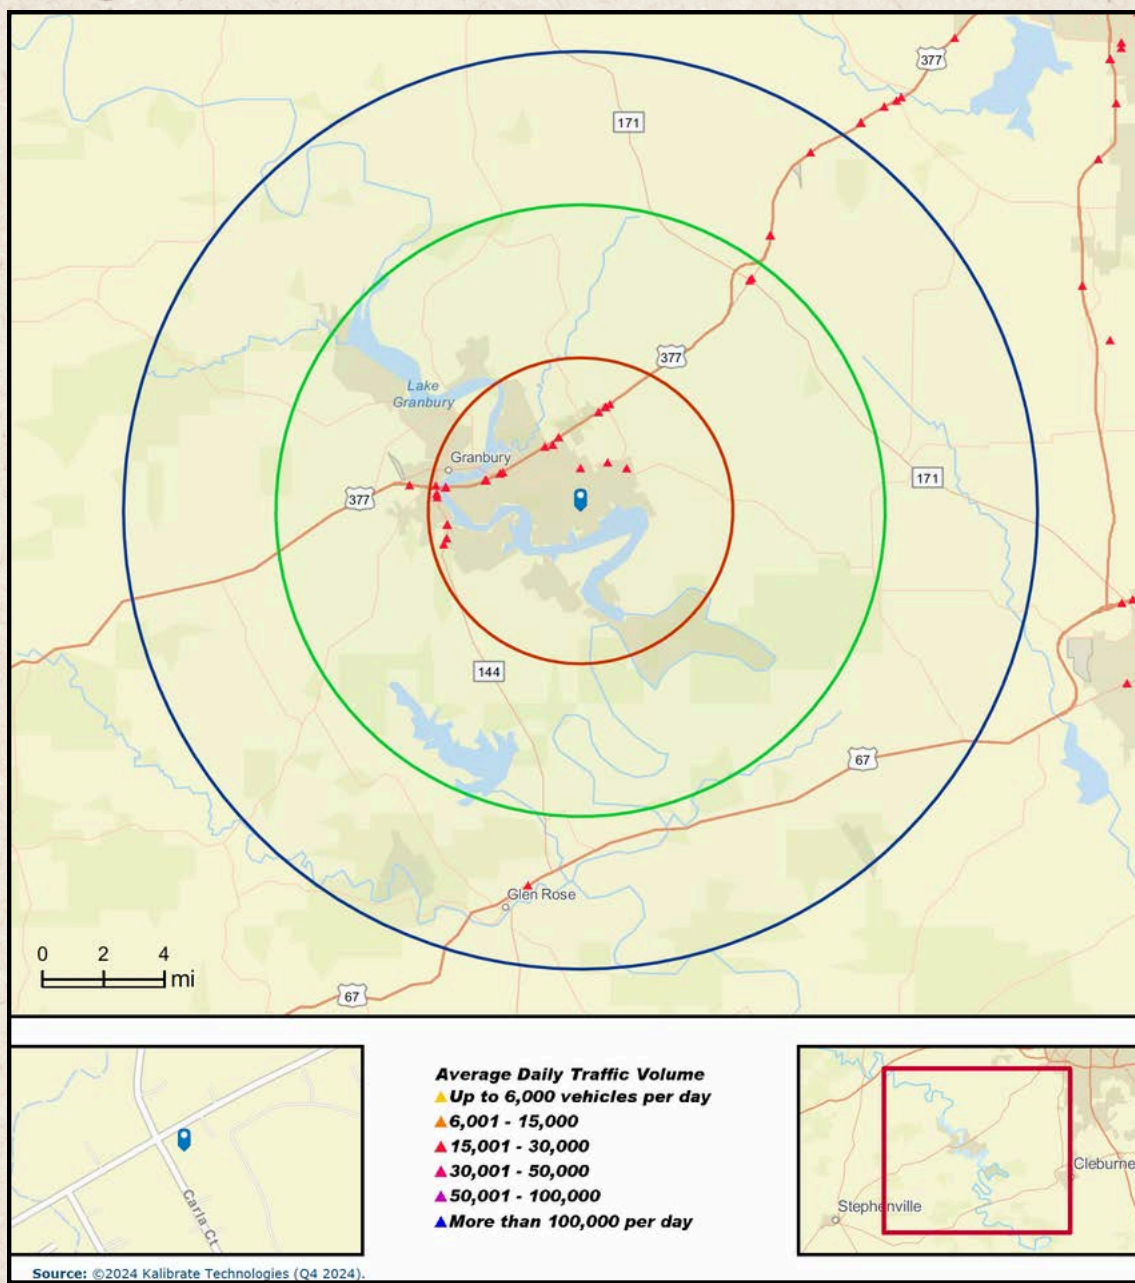 377
171
377
Lake
Granbury
Granbury
171
377
144
67
Glen Rose
0 2 4
mi
67
Average Daily Traffic Volume
Up to 6,000 vehicles per day
6,001 - 15,000
15,001 - 30,000
30,001 - 50,000
50,001 - 100,000
More than 100,000 per day
Carla Ct
Cleburne
Stephenville
Source: ©2024 Kalibrate Technologies (Q4 2024).